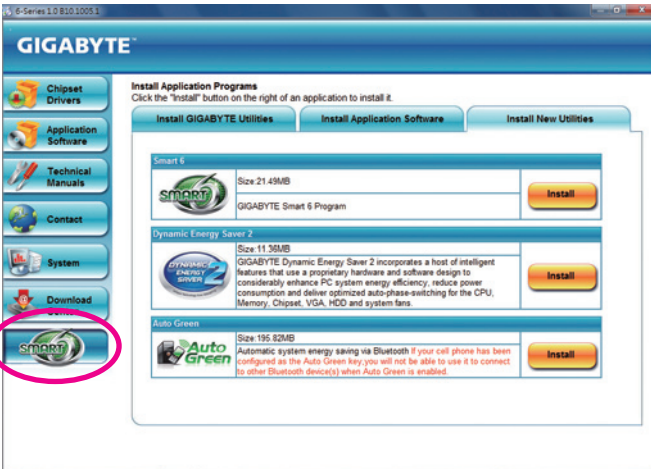 6-Series 1.0 B10.1005.1
GIGABYTE™
Chipset
Drivers
Application
Software
Technical
Manuals
Contact
System
Download
Center
SMART 6
Install Application Programs
Click the "Install" button on the right of an application to install it.
Install GIGABYTE Utilities
Install Application Software
Install New Utilities
Smart 6
SMART 6
Size:21.49MB
GIGABYTE Smart 6 Program
Install
Dynamic Energy Saver 2
DYNAMIC
ENERGY
SAVER 2
Size:11.36MB
GIGABYTE Dynamic Energy Saver 2 incorporates a host of intelligent
features that use a proprietary hardware and software design to
considerably enhance PC system energy efficiency, reduce power
consumption and deliver optimized auto-phase-switching for the CPU,
Memory, Chipset, VGA, HDD and system fans.
Install
Auto Green
Auto
Green
Size:195.82MB
Automatic system energy saving via Bluetooth If your cell phone has been
configured as the Auto Green key,you will not be able to use it to connect
to other Bluetooth device(s) when Auto Green is enabled.
Install